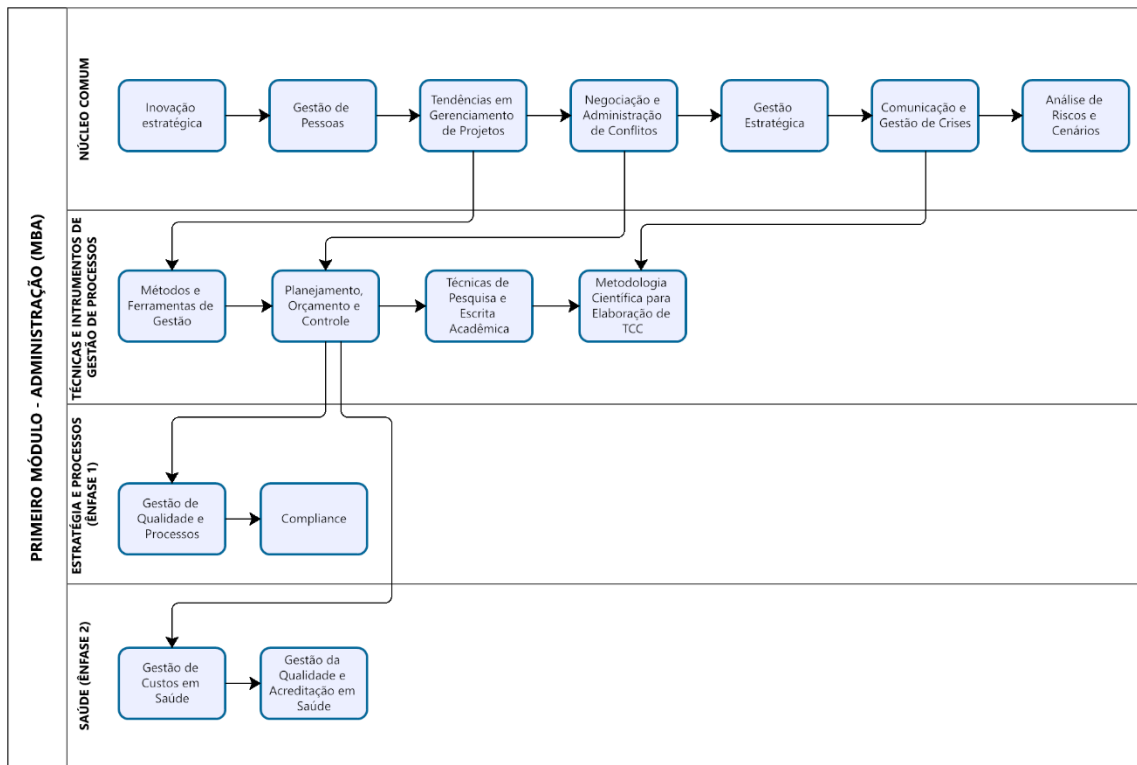 PRIMEIRO MÓDULO - ADMINISTRAÇÃO (MBA)
NÚCLEO COMUM
Inovação
estratégica
Gestão de
Pessoas
Tendências em
Gerenciamento
de Projetos
Negociação e
Administração
de Conflitos
Gestão
Estratégica
Comunicação e
Gestão de Crises
Análise de
Riscos e
Cenários
TÉCNICAS E INTRUMENTOS DE
GESTÃO DE PROCESSOS
Métodos e
Ferramentas de
Gestão
Planejamento,
Orçamento e
Controle
Técnicas de
Pesquisa e
Escrita
Acadêmica
Metodologia
Científica para
Elaboração de
TCC
ESTRATÉGIA E PROCESSOS
(ÊNFASE 1)
Gestão de
Qualidade e
Processos
Compliance
SAÚDE (ÊNFASE 2)
Gestão de
Custos em
Saúde
Gestão da
Qualidade e
Acreditação em
Saúde